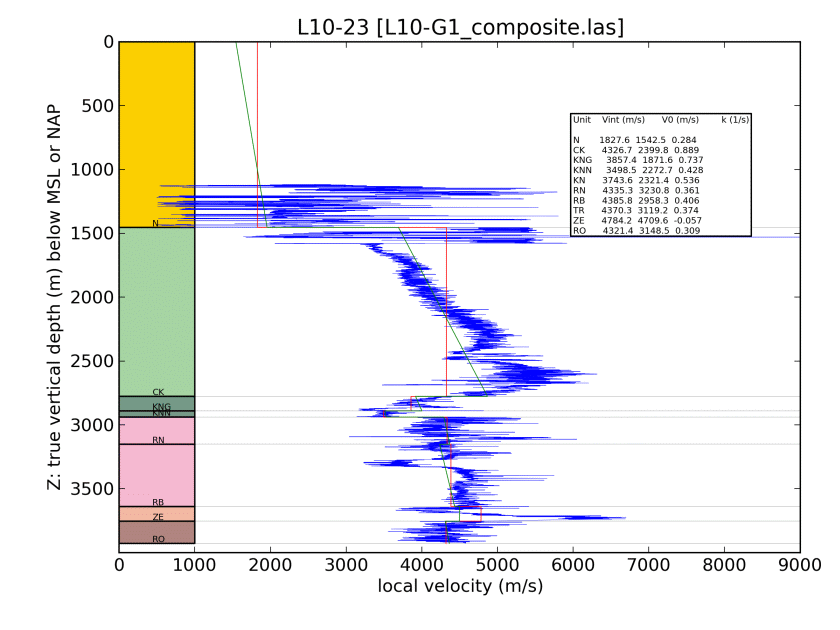 L10-23 [L10-G1_composite.las]
Z: true vertical depth (m) below MSL or NAP
0
500
1000
1500
2000
2500
3000
3500
N
CK
KNG
KNN
RN
RB
ZE
RO
Unit Vint (m/s) V0 (m/s) k (1/s)
N 1827.6 1542.5 0.284
CK 4326.7 2399.8 0.889
KNG 3857.4 1871.6 0.737
KNN 3498.5 2272.7 0.428
KN 3743.6 2321.4 0.536
RN 4335.3 3230.8 0.361
RB 4385.8 2958.3 0.406
TR 4370.3 3119.2 0.374
ZE 4784.2 4709.6 -0.057
RO 4321.4 3148.5 0.309
0 1000 2000 3000 4000 5000 6000 7000 8000 9000
local velocity (m/s)